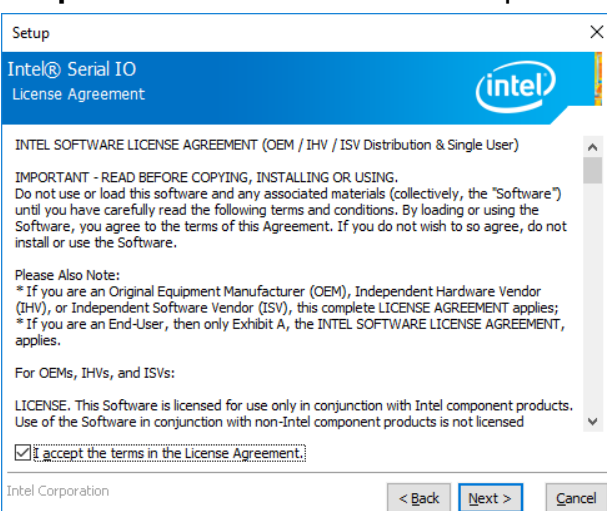 Setup
Intel® Serial IO
License Agreement
intel
INTEL SOFTWARE LICENSE AGREEMENT (OEM / IHV / ISV Distribution & Single User)
IMPORTANT - READ BEFORE COPYING, INSTALLING OR USING.
Do not use or load this software and any associated materials (collectively, the "Software")
until you have carefully read the following terms and conditions. By loading or using the
Software, you agree to the terms of this Agreement. If you do not wish to so agree, do not
install or use the Software.
Please Also Note:
* If you are an Original Equipment Manufacturer (OEM), Independent Hardware Vendor
(IHV), or Independent Software Vendor (ISV), this complete LICENSE AGREEMENT applies;
* If you are an End-User, then only Exhibit A, the INTEL SOFTWARE LICENSE AGREEMENT,
applies.
For OEMs, IHVs, and ISVs:
LICENSE. This Software is licensed for use only in conjunction with Intel component products.
Use of the Software in conjunction with non-Intel component products is not licensed
I accept the terms in the License Agreement.
Intel Corporation
< Back Next > Cancel